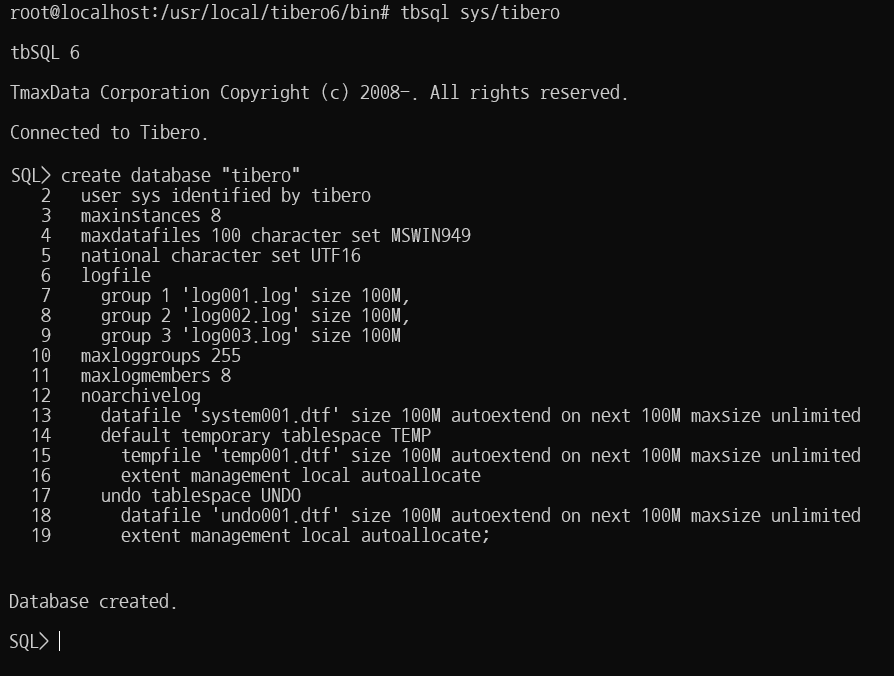 root@localhost:/usr/local/tibero6/bin# tbsql sys/tibero
tbSQL 6
TmaxData Corporation Copyright (c) 2008-. All rights reserved.
Connected to Tibero.
SQL> create database "tibero"
2 user sys identified by tibero
3 maxinstances 8
4 maxdatafiles 100 character set MSWIN949
5 national character set UTF16
6 logfile
7 group 1 'log001.log' size 100M,
8 group 2 'log002.log' size 100M,
9 group 3 'log003.log' size 100M
10 maxloggroups 255
11 maxlogmembers 8
12 noarchivelog
13 datafile 'system001.dtf' size 100M autoextend on next 100M maxsize unlimited
14 default temporary tablespace TEMP
15 tempfile 'temp001.dtf' size 100M autoextend on next 100M maxsize unlimited
16 extent management local autoallocate
17 undo tablespace UNDO
18 datafile 'undo001.dtf' size 100M autoextend on next 100M maxsize unlimited
19 extent management local autoallocate;
Database created.
SQL>